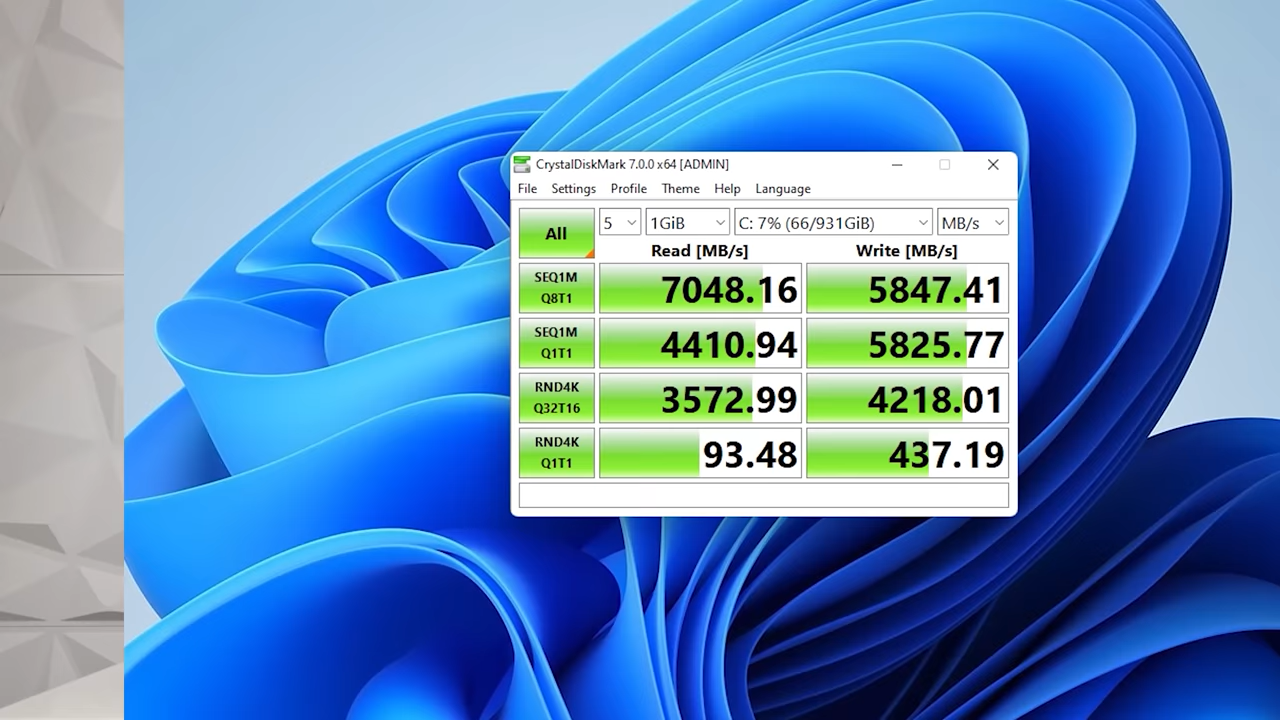 CrystalDiskMark 7.0.0 x64 [ADMIN]
File Settings Profile Theme Help Language
All 5 1GiB C: 7% (66/931GiB) MB/s
Read [MB/s] Write [MB/s]
SEQ1M
Q8T1
7048.16 5847.41
SEQ1M
Q1T1
4410.94 5825.77
RND4K
Q32T16
3572.99 4218.01
RND4K
Q1T1
93.48 437.19